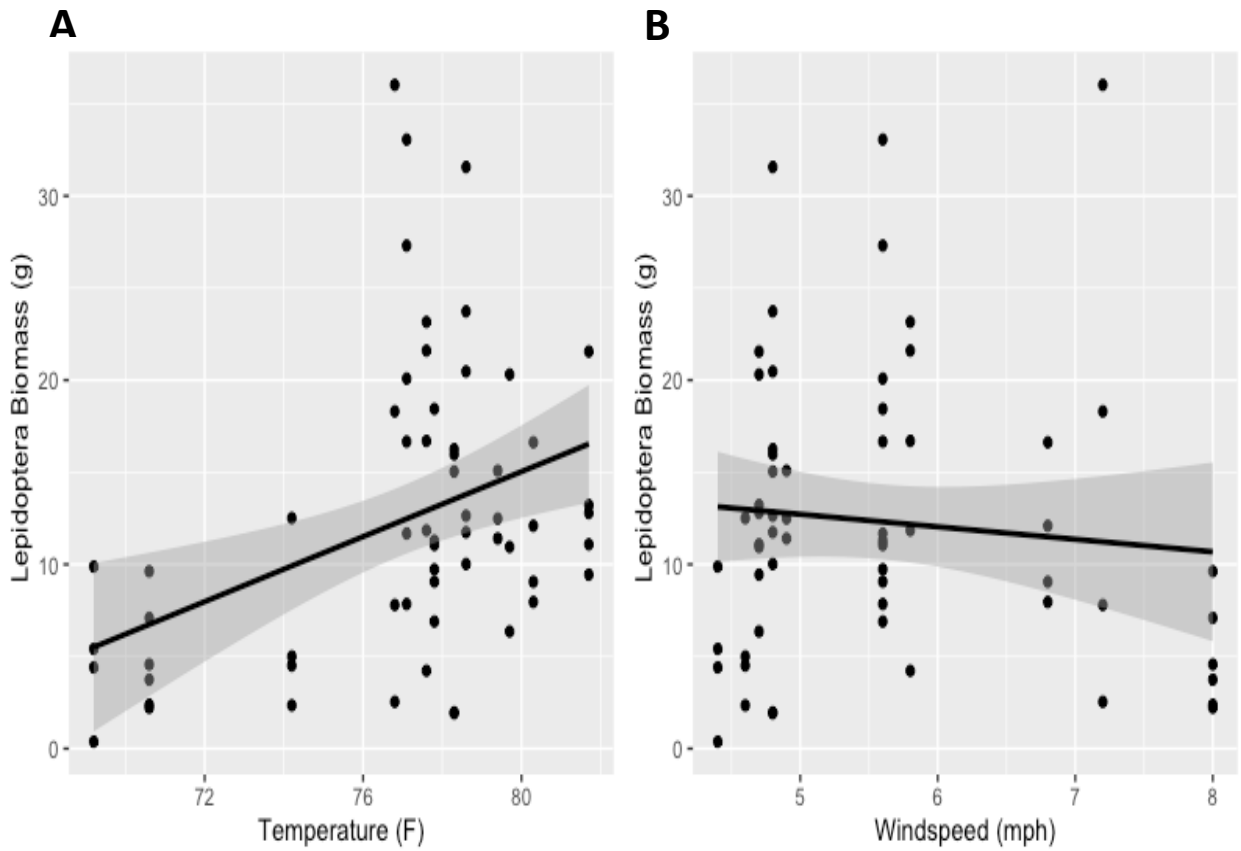 A
B
Lepidoptera Biomass (g)
30
20
10
0
72
76
80
Temperature (F)
Lepidoptera Biomass (g)
30
20
10
0
5
6
7
8
Windspeed (mph)